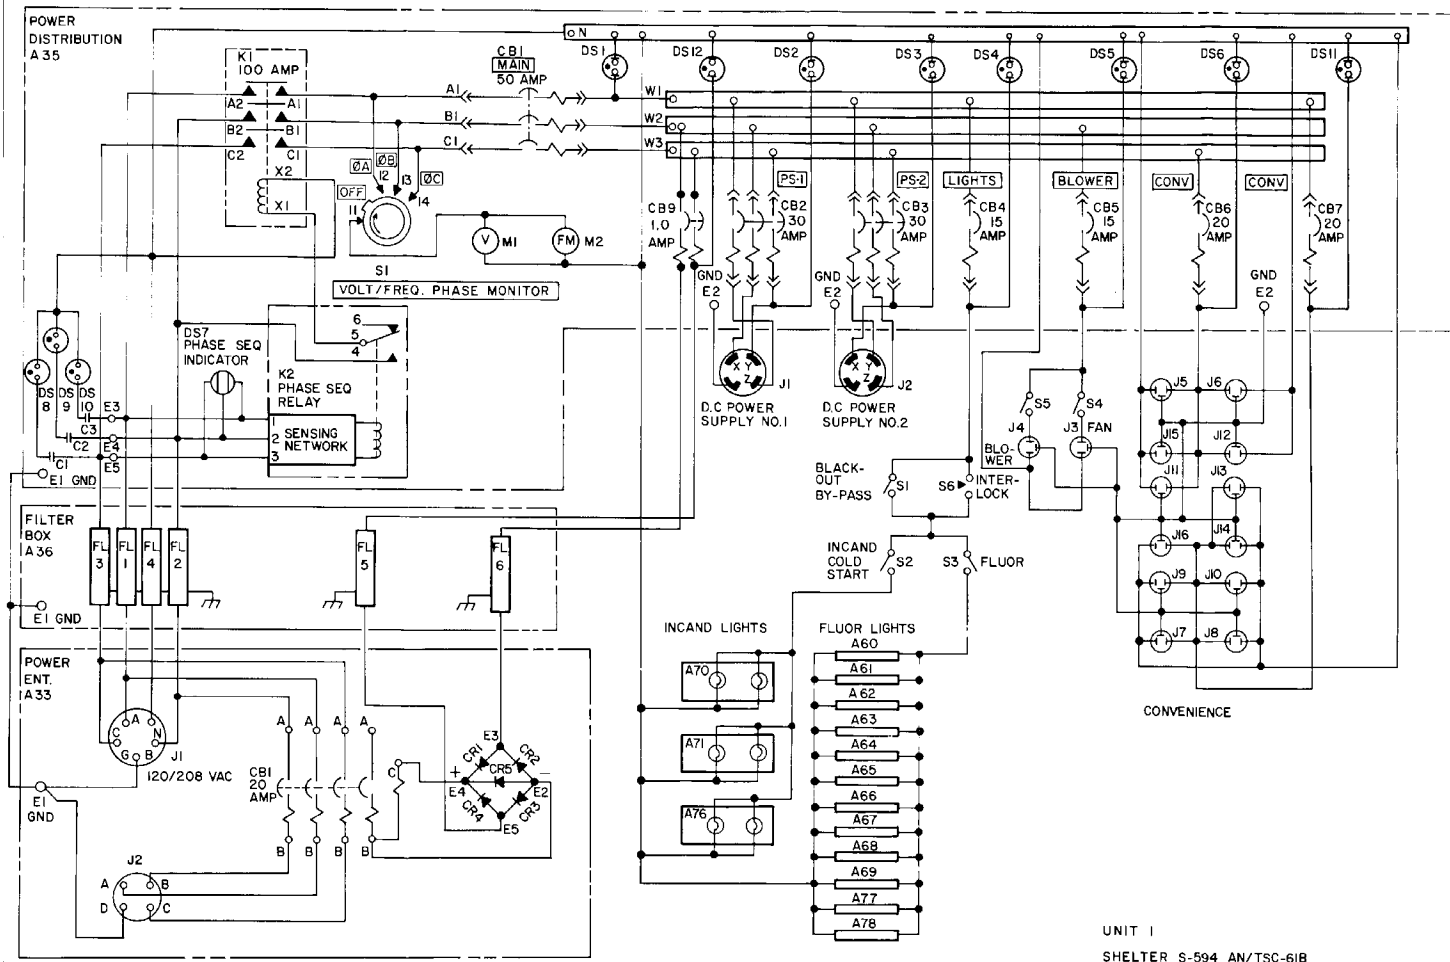 POWER
DISTRIBUTION
A35
K1
100 AMP
A2 A1
B2 B1
C2 C1
X2
X1
CB1
MAIN
50 AMP
A1
B1
C1
N
DS1
DS12
DS2
DS3
DS4
DS5
DS6
DS11
W1
W2
W3
ØA
ØB
ØC
OFF
11
12
13
14
S1
VOLT/FREQ. PHASE MONITOR
V M1
FM M2
CB9
1.0
AMP
PS-1
CB2
30
AMP
PS-2
CB3
30
AMP
LIGHTS
CB4
15
AMP
BLOWER
CB5
15
AMP
CONV
CB6
20
AMP
CONV
CB7
20
AMP
GND
E2
GND
E2
GND
E2
X Y
Z
J1
D.C POWER
SUPPLY NO.1
X Y
Z
J2
D.C POWER
SUPPLY NO.2
DS7
PHASE SEQ
INDICATOR
6
5
4
K2
PHASE SEQ
RELAY
1
2
3
SENSING
NETWORK
DS
8
DS
9
DS
10
E3
C3
E4
C2
E5
C1
E1 GND
S5
S4
J4
J3 FAN
BLO-
WER
J5
J6
J15
J12
J11
J13
J16
J14
J9
J10
J7
J8
CONVENIENCE
BLACK-
OUT
BY-PASS
S1
S6
INTER-
LOCK
INCAND
COLD
START
S2
S3 FLUOR
FILTER
BOX
A36
FL
3
FL
1
FL
4
FL
2
FL
5
FL
6
E1 GND
INCAND LIGHTS
A70
A71
A76
FLUOR LIGHTS
A60
A61
A62
A63
A64
A65
A66
A67
A68
A69
A77
A78
POWER
ENT.
A33
A
C N
G B
J1
120/208 VAC
E1
GND
A A A A
CB1
20
AMP
C
B B B B
E3
CR1
CR2
CR5
+
−
E4
E2
CR4
CR3
E5
J2
A B
D C
UNIT 1
SHELTER S-594 AN/TSC-61B